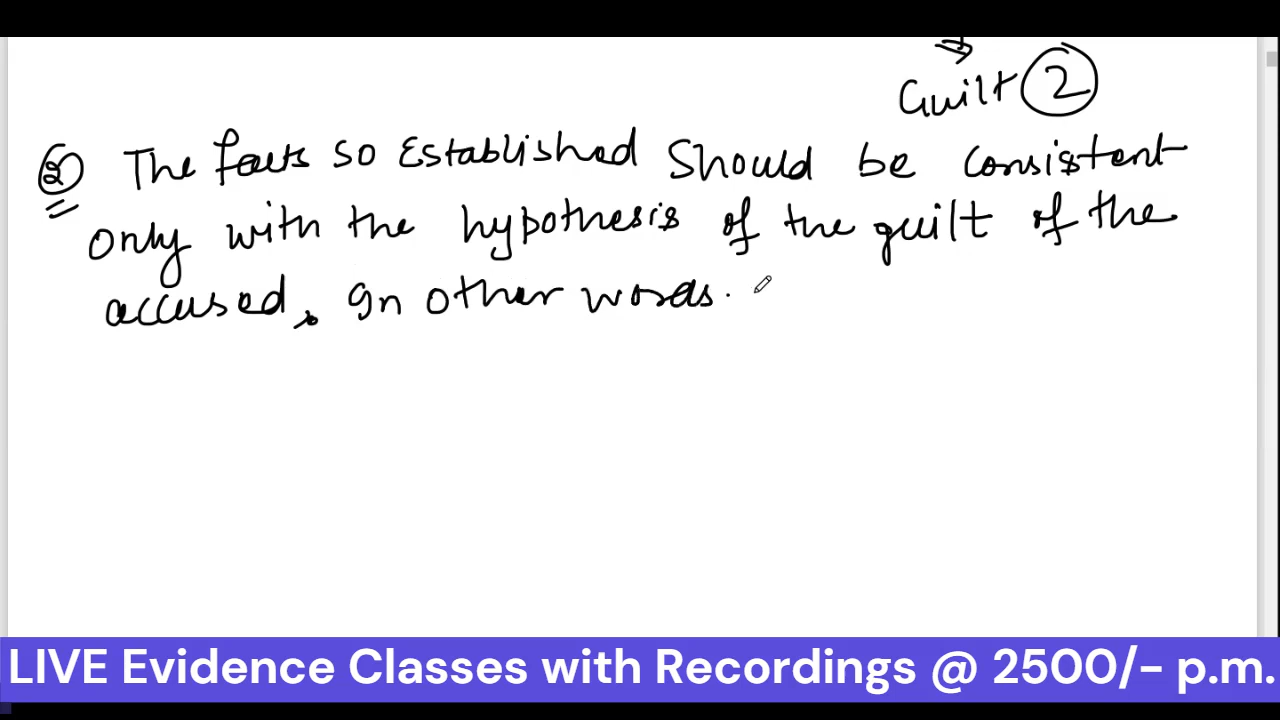 Guilt 2
2 The facts so Established Should be consistent
only with the hypothesis of the guilt of the
accused, In other words.
LIVE Evidence Classes with Recordings @ 2500/- p.m.